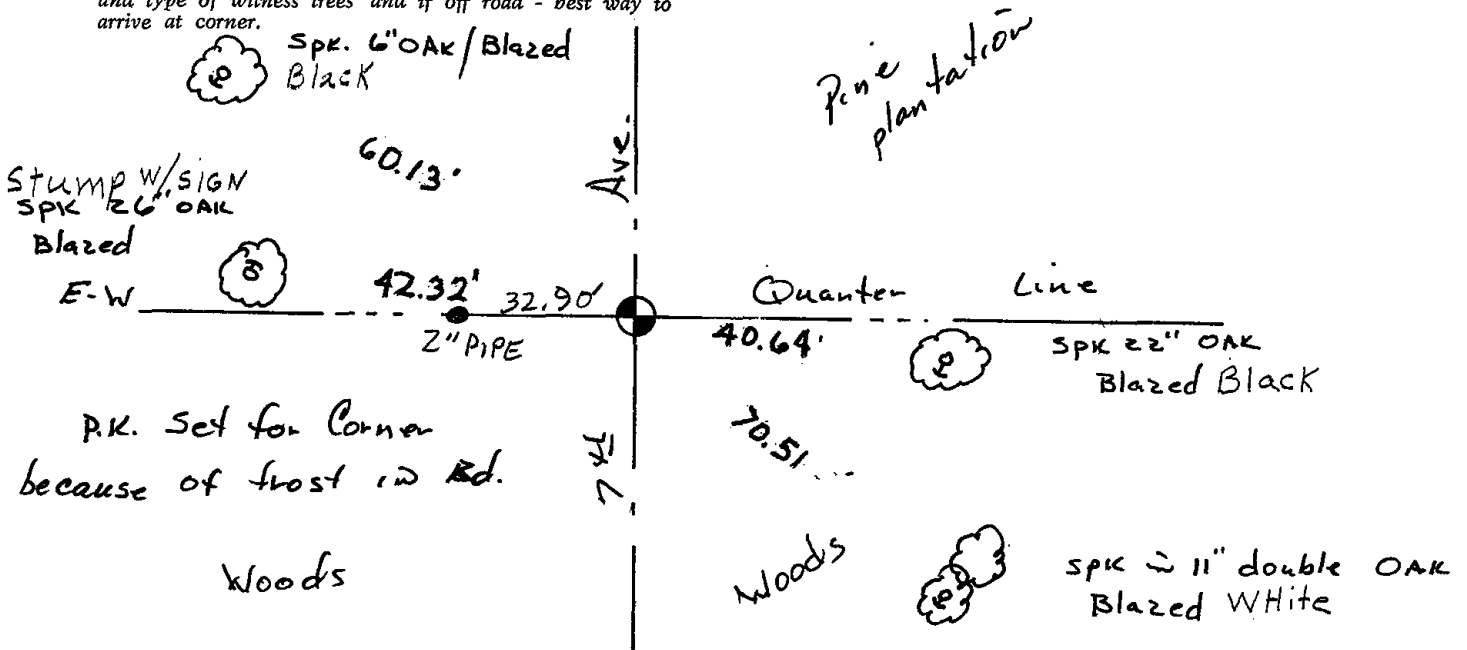 and type of witness trees and if off road - best way to
arrive at corner.
Spk. 6" OAK / Blazed
Black
Pine
plantation
60.13'
Ave.
Stump W/SIGN
SPK 26" OAK
Blazed
E-W
42.32'
32.90'
Quarter Line
2" PIPE
40.64'
SPK 22" OAK
Blazed Black
P.K. Set for Corner
because of frost in Rd.
70.51
7th
Woods
Woods
SPK in 11" double OAK
Blazed WHite